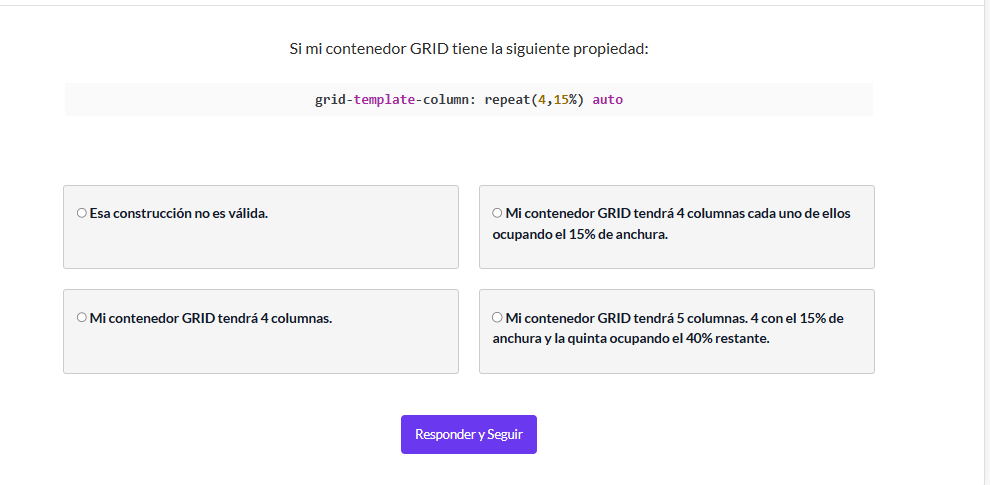 Si mi contenedor GRID tiene la siguiente propiedad:
grid-template-column: repeat(4,15%) auto
Esa construcción no es válida.
Mi contenedor GRID tendrá 4 columnas cada uno de ellos
ocupando el 15% de anchura.
Mi contenedor GRID tendrá 4 columnas.
Mi contenedor GRID tendrá 5 columnas. 4 con el 15% de
anchura y la quinta ocupando el 40% restante.
Responder y Seguir